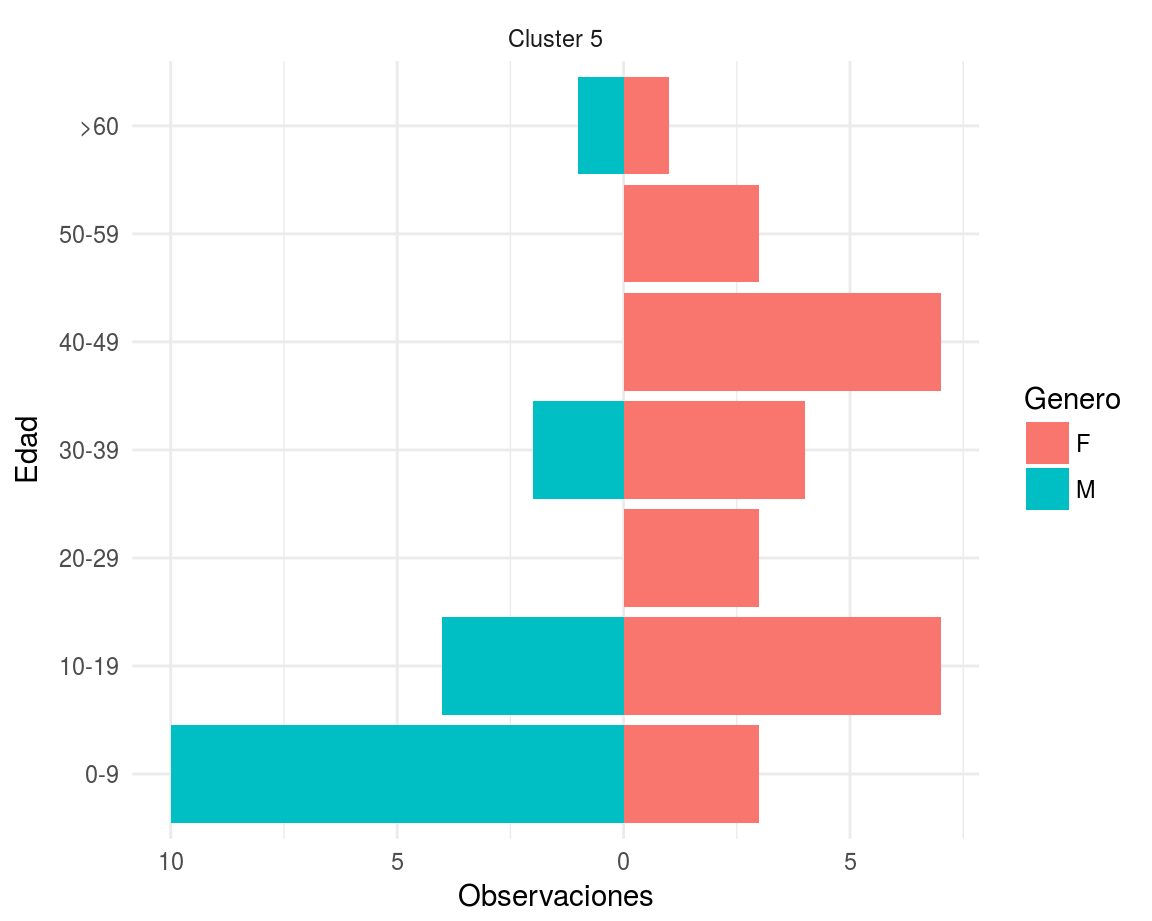 Cluster 5
>60
50-59
40-49
30-39
20-29
10-19
0-9
Edad
10 5 0 5
Observaciones
Genero
F
M